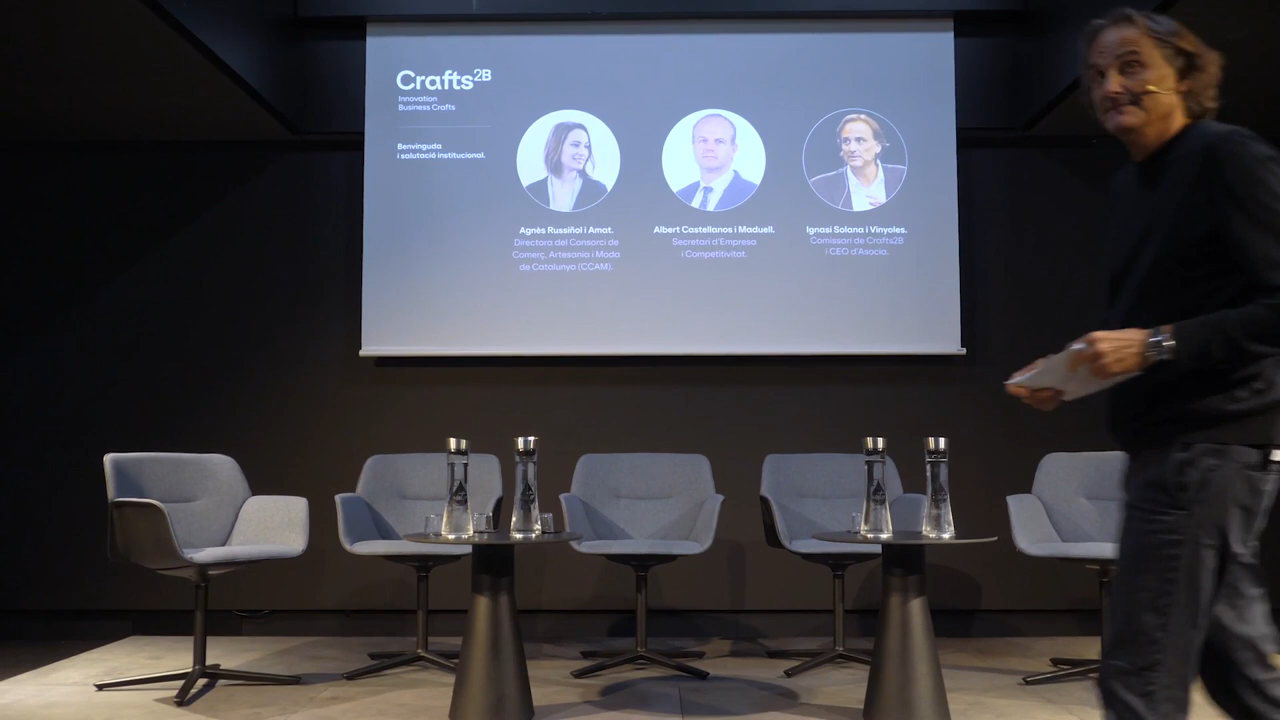 Crafts2B
Innovation
Business Crafts
Benvinguda
i salutació institucional.
Agnès Russiñol i Amat.
Directora del Consorci de
Comerç, Artesania i Moda
de Catalunya (CCAM).
Albert Castellanos i Maduell.
Secretari d'Empresa
i Competitivitat.
Ignasi Solana i Vinyoles.
Comissari de Crafts2B
i CEO d'Asocia.